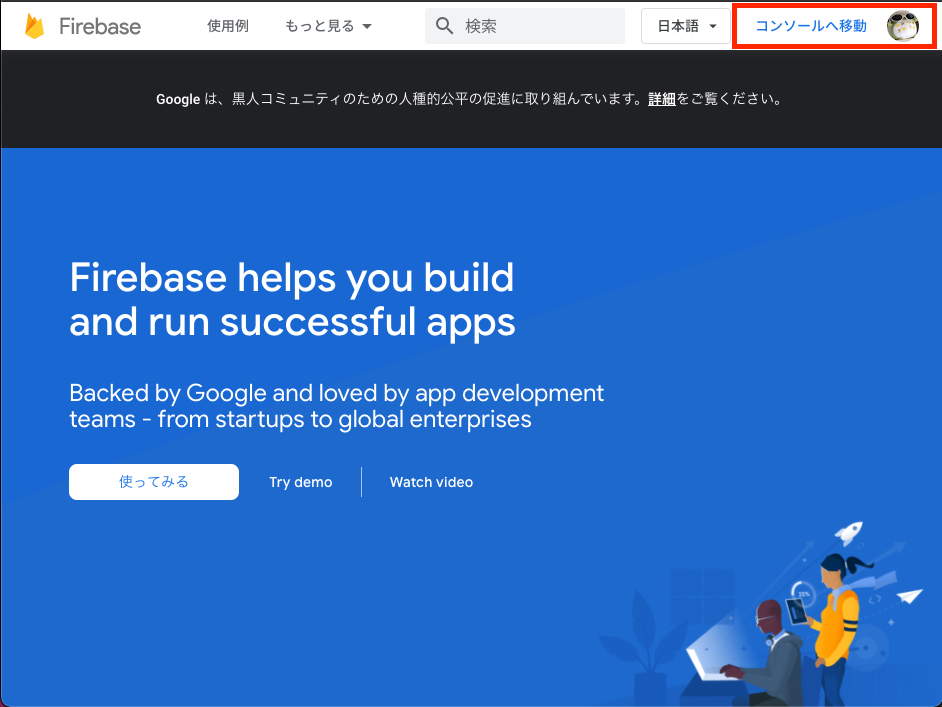 Firebase
使用例
もっと見る
検索
日本語
コンソールへ移動
Google は、黒人コミュニティのための人種的公平の促進に取り組んでいます。詳細をご覧ください。
Firebase helps you build
and run successful apps
Backed by Google and loved by app development
teams - from startups to global enterprises
使ってみる
Try demo
Watch video